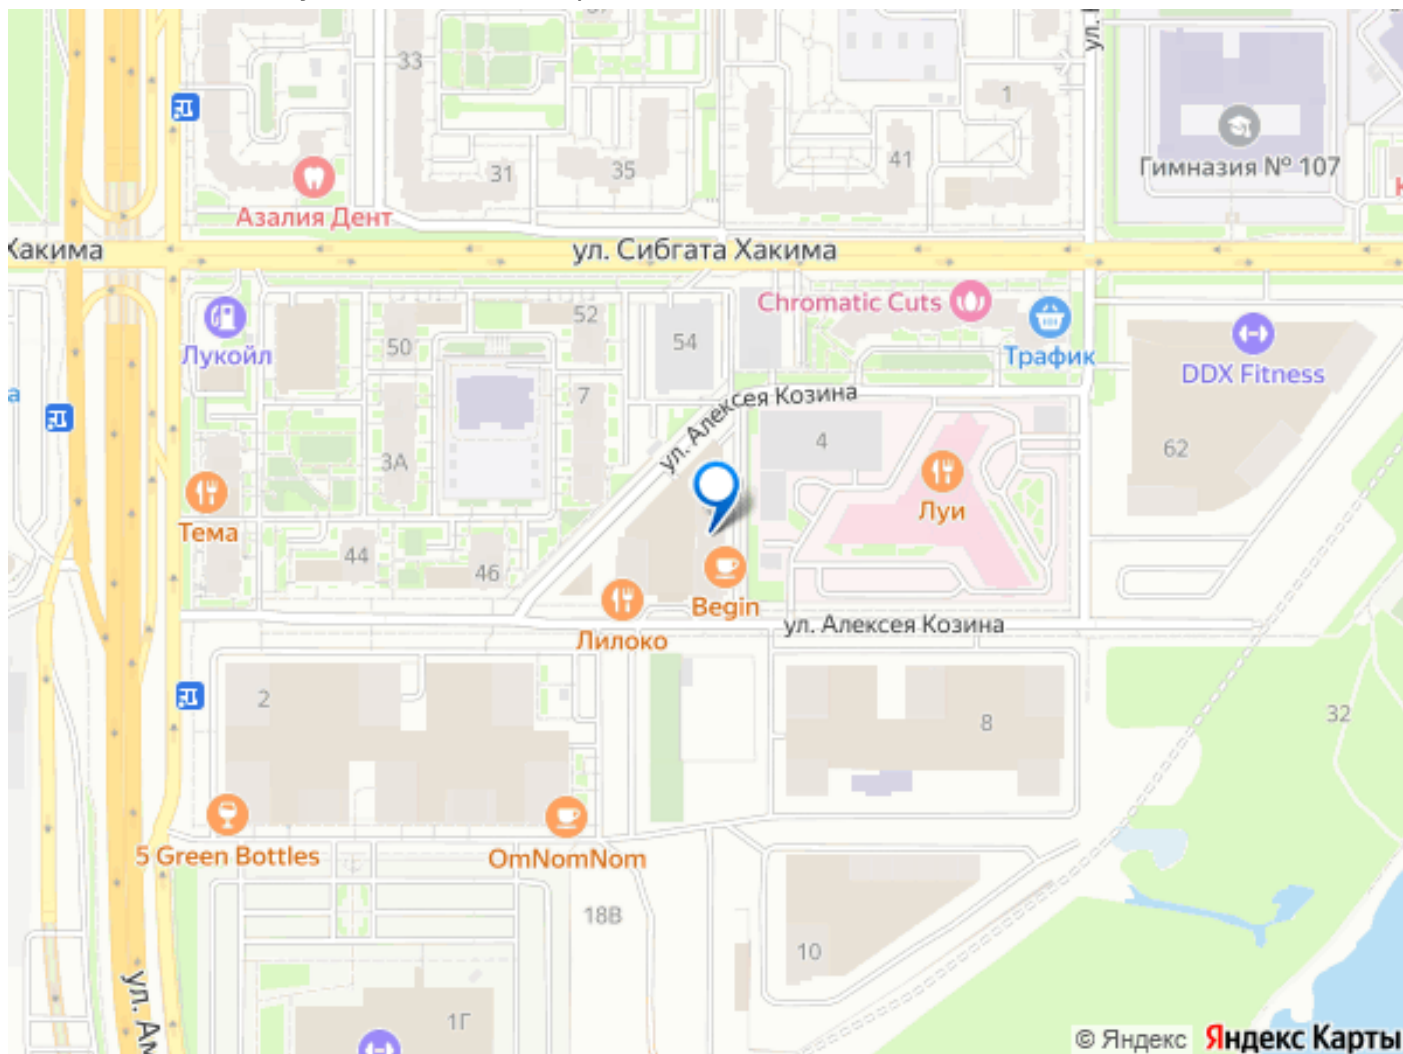 33
1
31
35
41
Гимназия № 107
Азалия Дент
Хакима
ул. Сибгата Хакима
Chromatic Cuts
52
54
50
Лукойл
Трафик
DDX Fitness
7
ул. Алексея Козина
4
62
3А
Луи
Тема
44
46
Begin
Лилоко
ул. Алексея Козина
2
8
32
5 Green Bottles
OmNomNom
18В
10
ул. Ам
1Г
© Яндекс Яндекс Карты